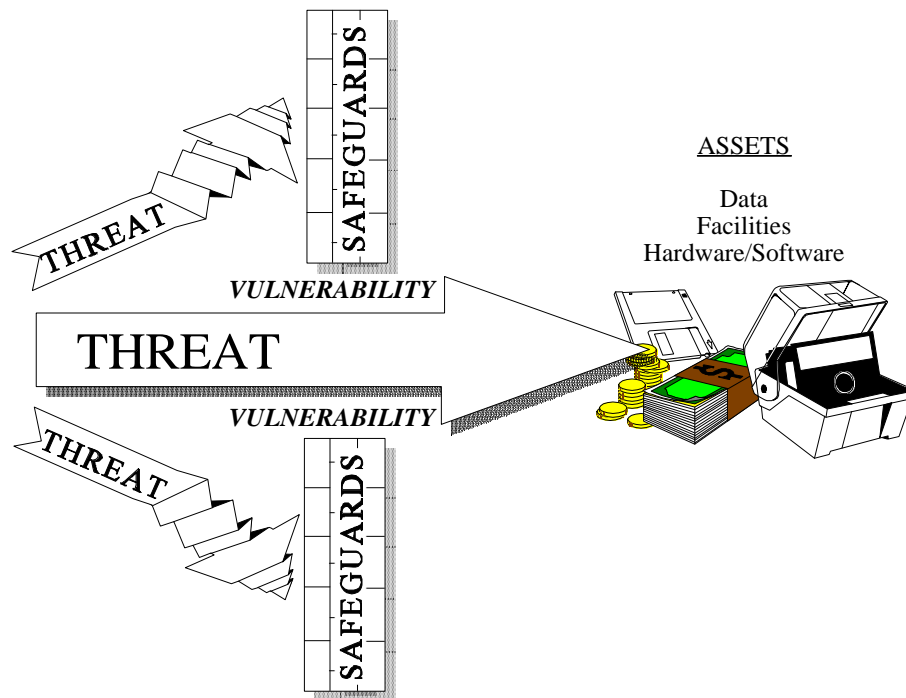 SAFEGUARDS
THREAT
ASSETS
Data
Facilities
Hardware/Software
VULNERABILITY
THREAT
VULNERABILITY
THREAT
SAFEGUARDS
$